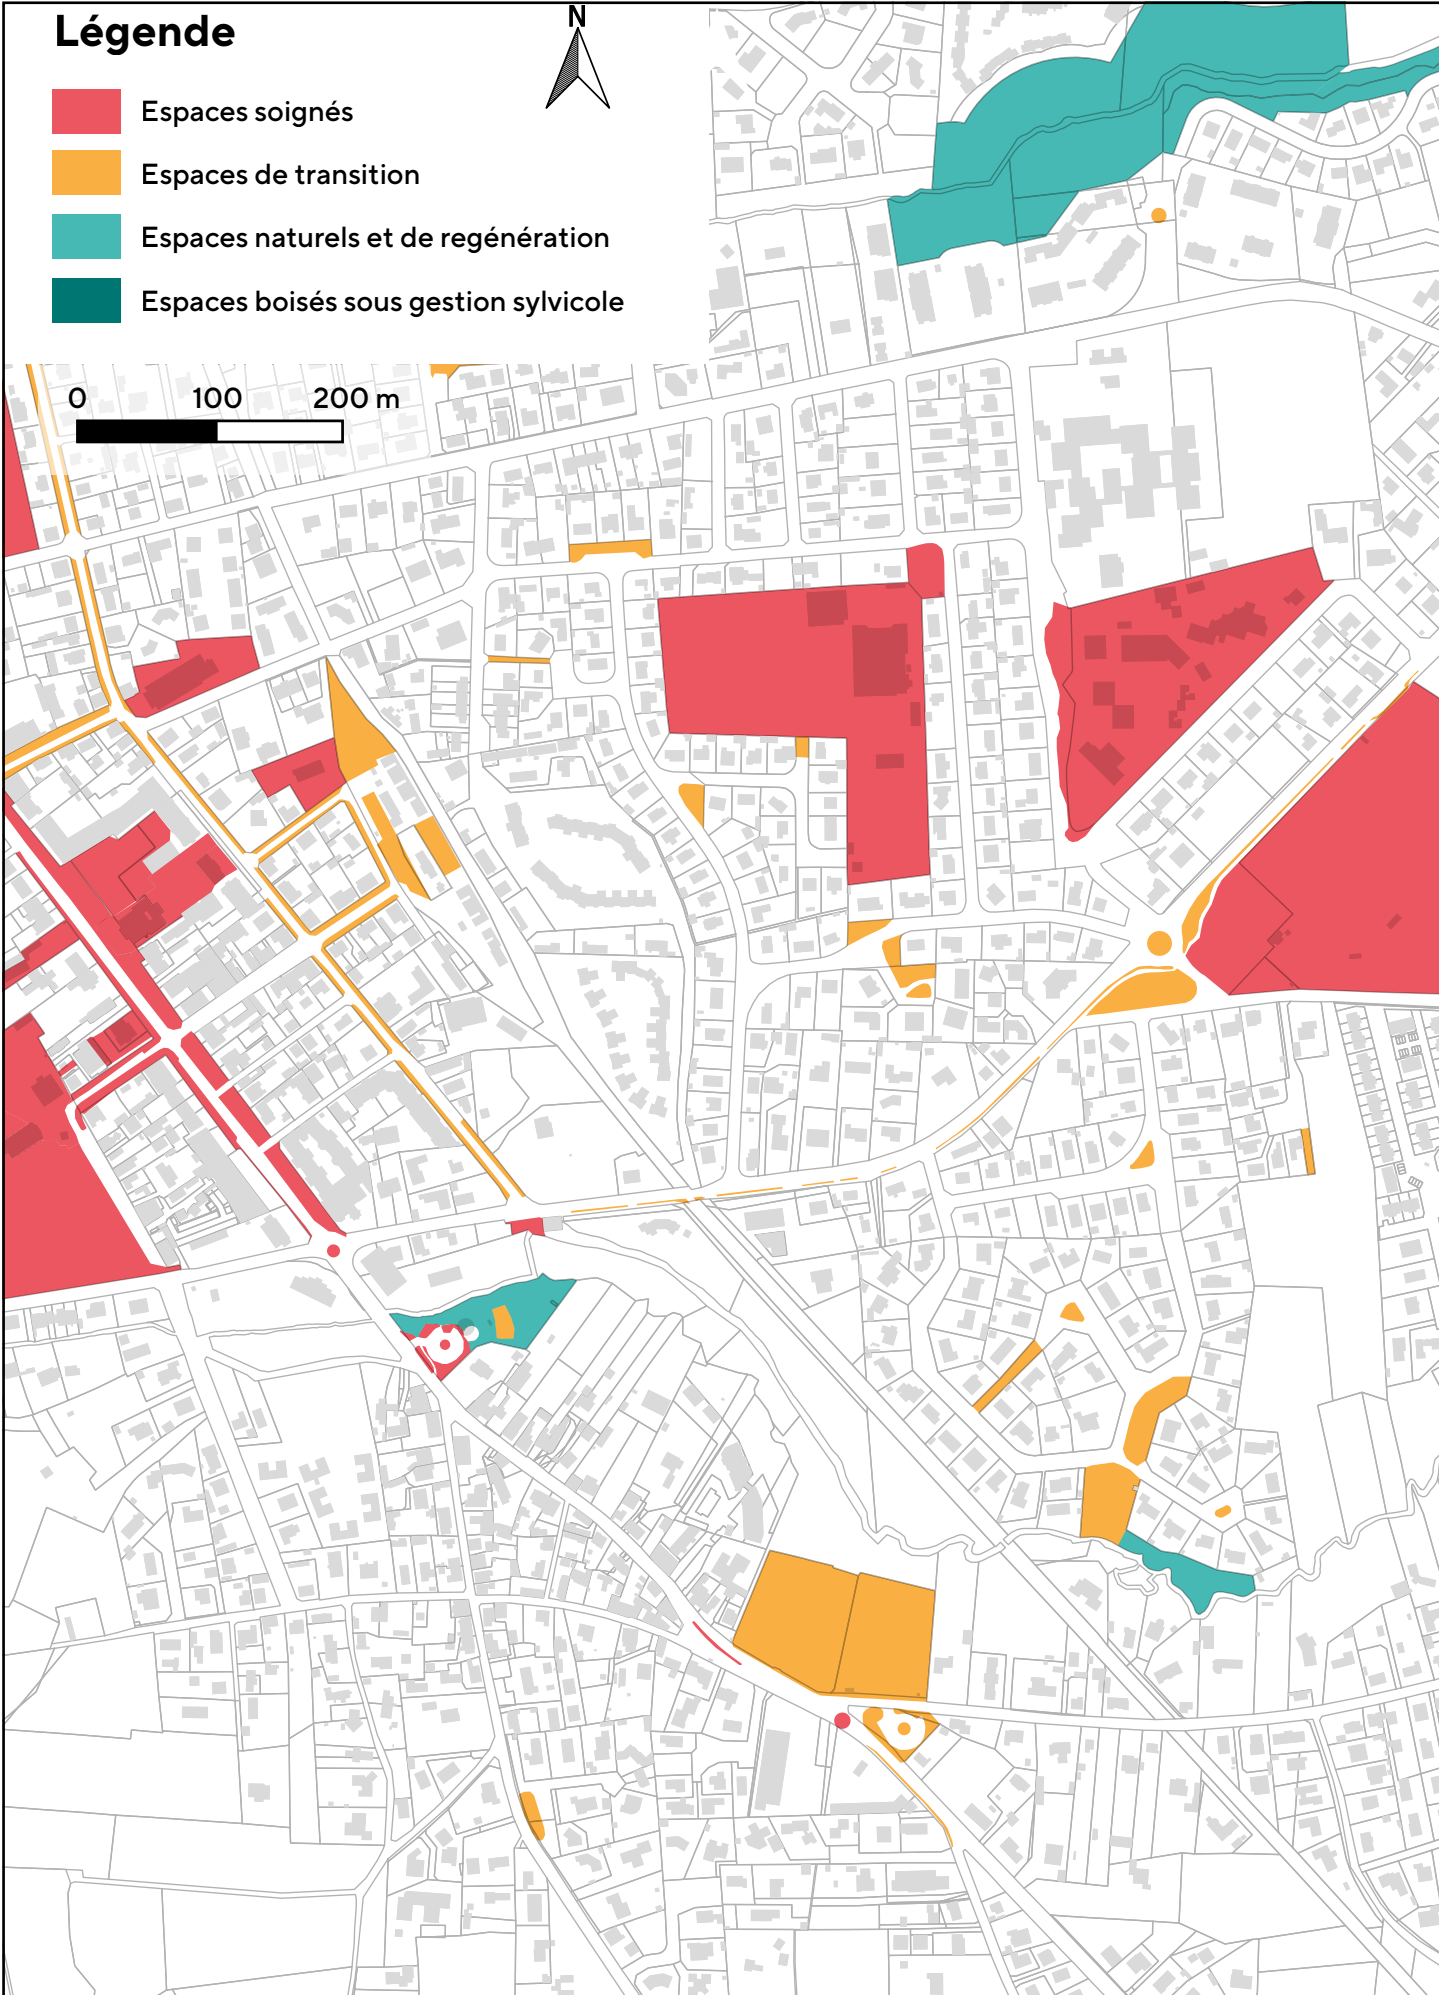 Légende
N
Espaces soignés
Espaces de transition
Espaces naturels et de regénération
Espaces boisés sous gestion sylvicole
0 100 200 m